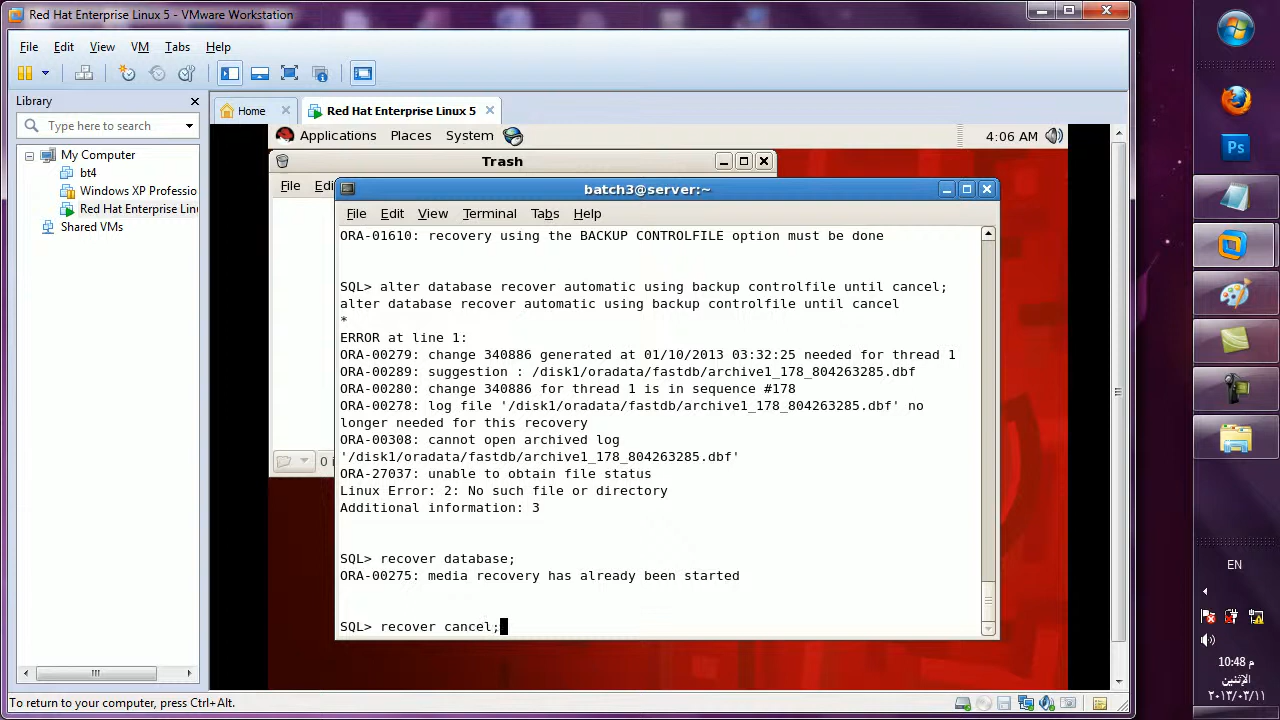 Red Hat Enterprise Linux 5 - VMware Workstation
File Edit View VM Tabs Help
Library
Type here to search
My Computer
bt4
Windows XP Professio
Red Hat Enterprise Linu
Shared VMs
Home
Red Hat Enterprise Linux 5
Applications Places System
4:06 AM
Trash
File Edi
0 i
batch3@server:~
File Edit View Terminal Tabs Help
ORA-01610: recovery using the BACKUP CONTROLFILE option must be done
SQL> alter database recover automatic using backup controlfile until cancel;
alter database recover automatic using backup controlfile until cancel
*
ERROR at line 1:
ORA-00279: change 340886 generated at 01/10/2013 03:32:25 needed for thread 1
ORA-00289: suggestion : /disk1/oradata/fastdb/archive1_178_804263285.dbf
ORA-00280: change 340886 for thread 1 is in sequence #178
ORA-00278: log file '/disk1/oradata/fastdb/archive1_178_804263285.dbf' no
longer needed for this recovery
ORA-00308: cannot open archived log
'/disk1/oradata/fastdb/archive1_178_804263285.dbf'
ORA-27037: unable to obtain file status
Linux Error: 2: No such file or directory
Additional information: 3
SQL> recover database;
ORA-00275: media recovery has already been started
SQL> recover cancel;
To return to your computer, press Ctrl+Alt.
Ps
EN
10:48 م
الإثنين
٢٠١٣/٠٣/١١